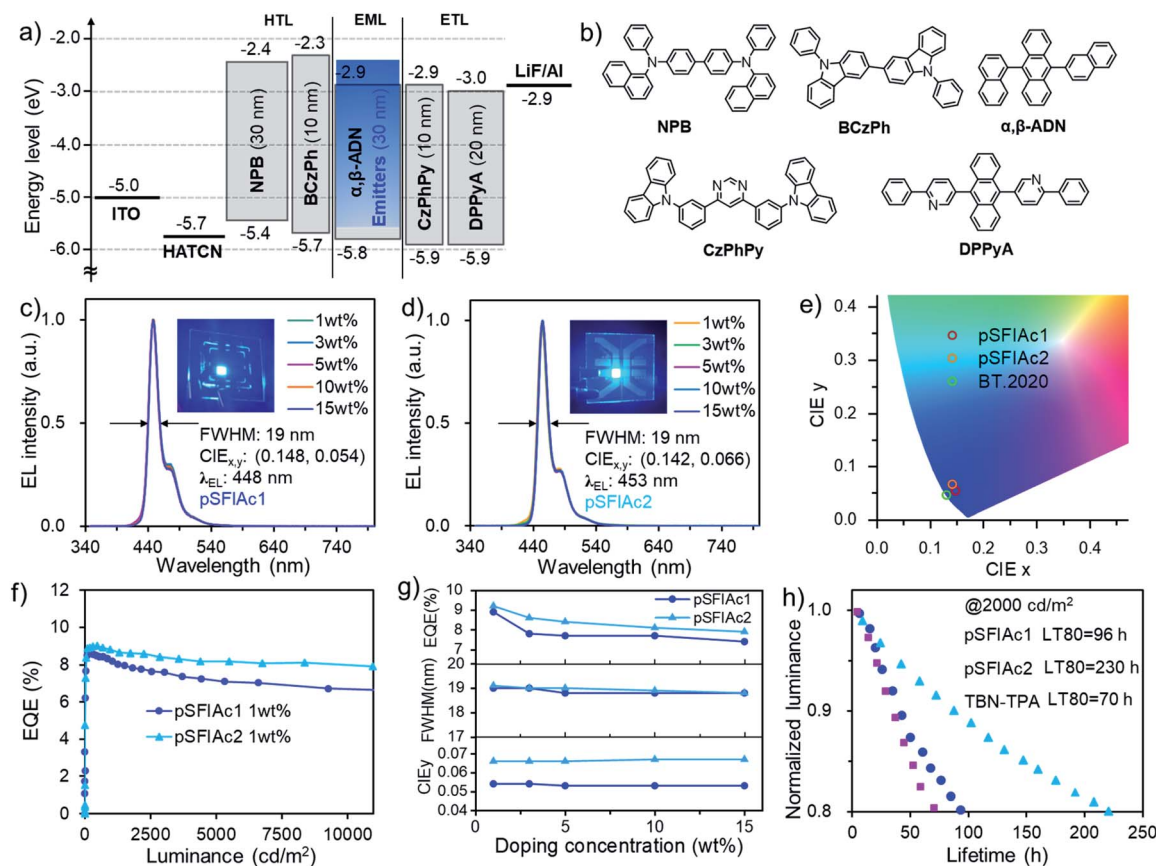 a)
HTL
EML
ETL
Energy level (eV)
-2.0
-3.0
-4.0
-5.0
-6.0
-5.0
ITO
-5.7
HATCN
-2.4
NPB (30 nm)
-5.4
-2.3
BCzPh (10 nm)
-5.7
-2.9
α,β-ADN
Emitters (30 nm)
-5.8
-2.9
CzPhPy (10 nm)
-5.9
-3.0
DPPyA (20 nm)
-5.9
LiF/Al
-2.9
b)
N
N
NPB
N
N
BCzPh
α,β-ADN
N
N
N
N
CzPhPy
N
N
DPPyA
c)
EL intensity (a.u.)
1.0
0.5
0.0
1wt%
3wt%
5wt%
10wt%
15wt%
FWHM: 19 nm
CIEx,y: (0.148, 0.054)
λEL: 448 nm
pSFIAc1
340 440 540 640 740
Wavelength (nm)
d)
EL intensity (a.u.)
1.0
0.5
0.0
1wt%
3wt%
5wt%
10wt%
15wt%
FWHM: 19 nm
CIEx,y: (0.142, 0.066)
λEL: 453 nm
pSFIAc2
340 440 540 640 740
Wavelength (nm)
e)
CIE y
0.4
0.3
0.2
0.1
0.0
pSFIAc1
pSFIAc2
BT.2020
0.0 0.1 0.2 0.3 0.4
CIE x
f)
EQE (%)
12
10
8
6
4
2
0
pSFIAc1 1wt%
pSFIAc2 1wt%
0 2500 5000 7500 10000
Luminance (cd/m²)
g)
EQE(%)
10
9
8
7
pSFIAc1
pSFIAc2
FWHM(nm)
20
19
18
17
CIEy
0.07
0.06
0.05
0.04
0 5 10 15
Doping concentration (wt%)
h)
Normalized luminance
1.0
0.9
0.8
@2000 cd/m²
pSFIAc1 LT80=96 h
pSFIAc2 LT80=230 h
TBN-TPA LT80=70 h
0 50 100 150 200
Lifetime (h)